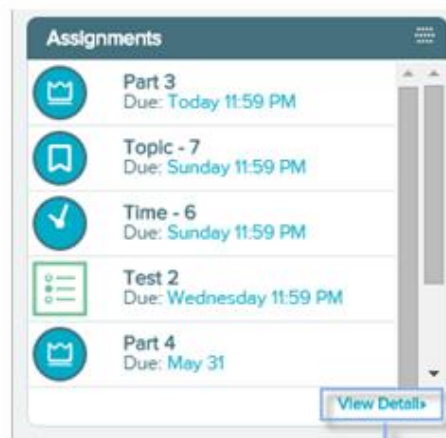 Assignments
Part 3
Due: Today 11:59 PM
Topic - 7
Due: Sunday 11:59 PM
Time - 6
Due: Sunday 11:59 PM
Test 2
Due: Wednesday 11:59 PM
Part 4
Due: May 31
View Detail»